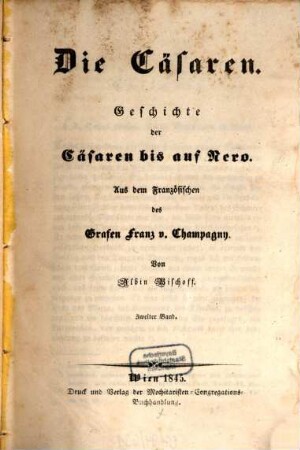 Die Cäsaren.
Geschichte
der
Cäsaren bis auf Nero.
Aus dem Französischen
des
Grafen Franz v. Champagny.
Von
Albin Bischoff.
Zweiter Band.
Wien 1845.
Druck und Verlag der Mechitaristen-Congregations-
Buchhandlung.